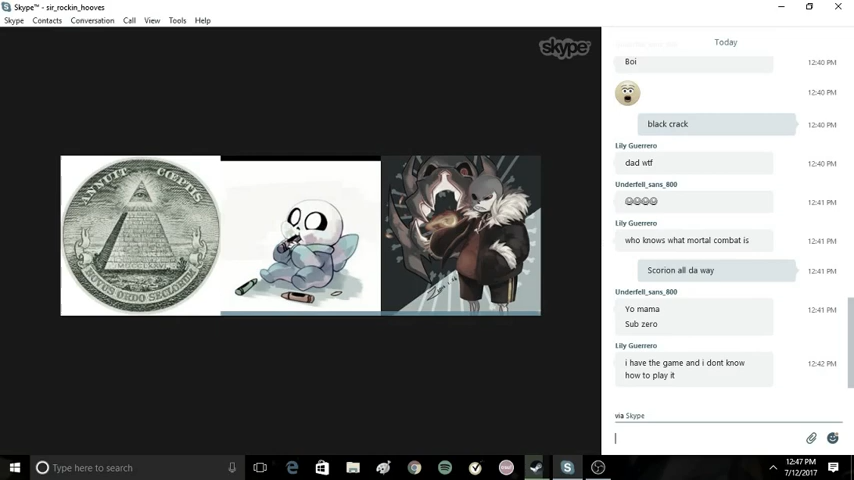 Skype™ - sir_rockin_hooves
Skype Contacts Conversation Call View Tools Help
skype
ANNUIT CŒPTIS
MDCCLXXVI
NOVUS ORDO SECLORUM
Today
Boi
12:40 PM
12:40 PM
black crack
12:40 PM
Lily Guerrero
dad wtf
12:40 PM
Underfell_sans_800
12:41 PM
Lily Guerrero
who knows what mortal combat is
12:41 PM
Scorion all da way
12:41 PM
Underfell_sans_800
Yo mama
12:41 PM
Sub zero
Lily Guerrero
i have the game and i dont know
12:42 PM
how to play it
via Skype
Type here to search
12:47 PM
7/12/2017